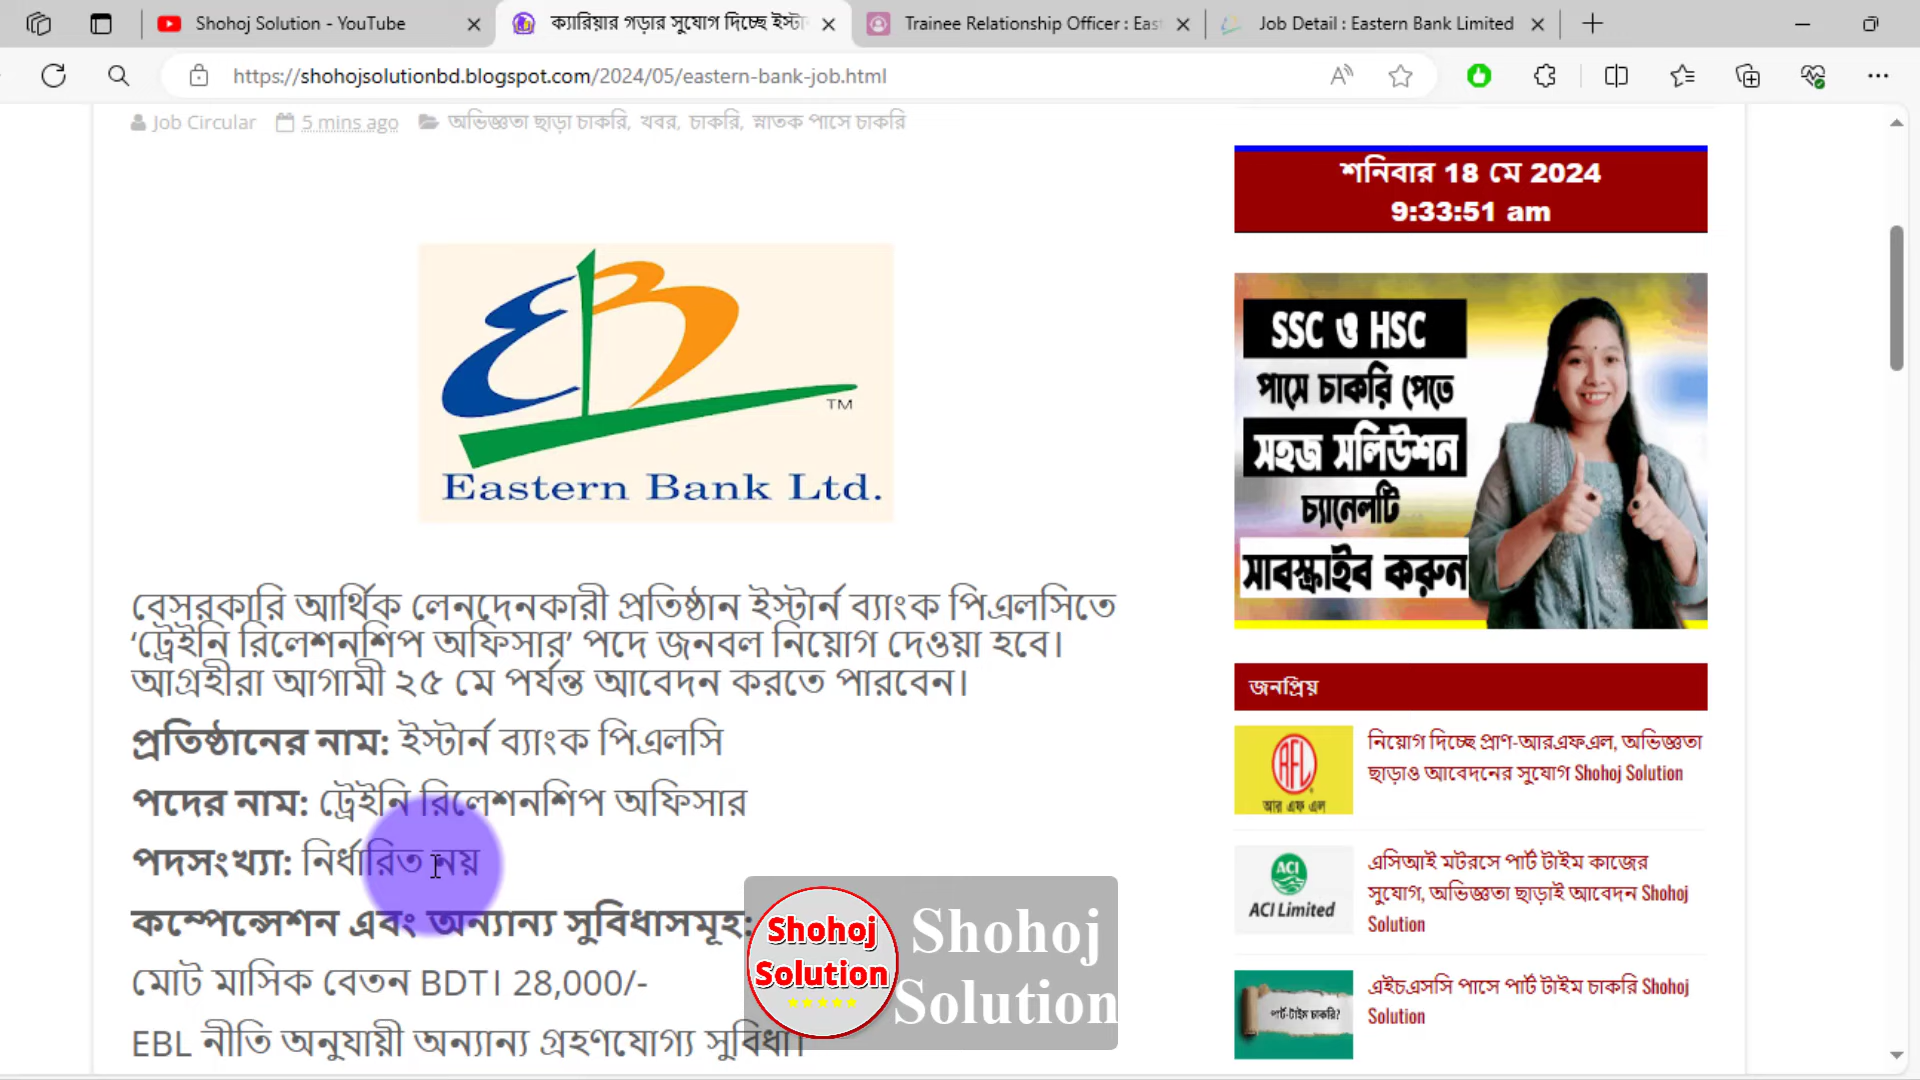 Shohoj Solution - YouTube
ক্যারিয়ার গড়ার সুযোগ দিচ্ছে ইস্টা
Trainee Relationship Officer : Eas
Job Detail : Eastern Bank Limited
https://shohojsolutionbd.blogspot.com/2024/05/eastern-bank-job.html
Job Circular 5 mins ago অভিজ্ঞতা ছাড়া চাকরি, খবর, চাকরি, স্নাতক পাসে চাকরি
EB
TM
Eastern Bank Ltd.
বেসরকারি আর্থিক লেনদেনকারী প্রতিষ্ঠান ইস্টার্ন ব্যাংক পিএলসিতে
‘ট্রেইনি রিলেশনশিপ অফিসার’ পদে জনবল নিয়োগ দেওয়া হবে।
আগ্রহীরা আগামী ২৫ মে পর্যন্ত আবেদন করতে পারবেন।
প্রতিষ্ঠানের নাম: ইস্টার্ন ব্যাংক পিএলসি
পদের নাম: ট্রেইনি রিলেশনশিপ অফিসার
পদসংখ্যা: নির্ধারিত নয়
কম্পেন্সেশন এবং অন্যান্য সুবিধাসমূহ:
মোট মাসিক বেতন BDT। 28,000/-
EBL নীতি অনুযায়ী অন্যান্য গ্রহণযোগ্য সুবিধা।
Shohoj
Solution
Shohoj
Solution
শনিবার 18 মে 2024
9:33:51 am
SSC ও HSC
পাসে চাকরি পেতে
সহজ সলিউশন
চ্যানেলটি
সাবস্ক্রাইব করুন
জনপ্রিয়
RFL
আর এফ এল
নিয়োগ দিচ্ছে প্রাণ-আরএফএল, অভিজ্ঞতা
ছাড়াও আবেদনের সুযোগ Shohoj Solution
ACI
ACI Limited
এসিআই মটরসে পার্ট টাইম কাজের
সুযোগ, অভিজ্ঞতা ছাড়াই আবেদন Shohoj
Solution
পার্ট-টাইম চাকরি?
এইচএসসি পাসে পার্ট টাইম চাকরি Shohoj
Solution